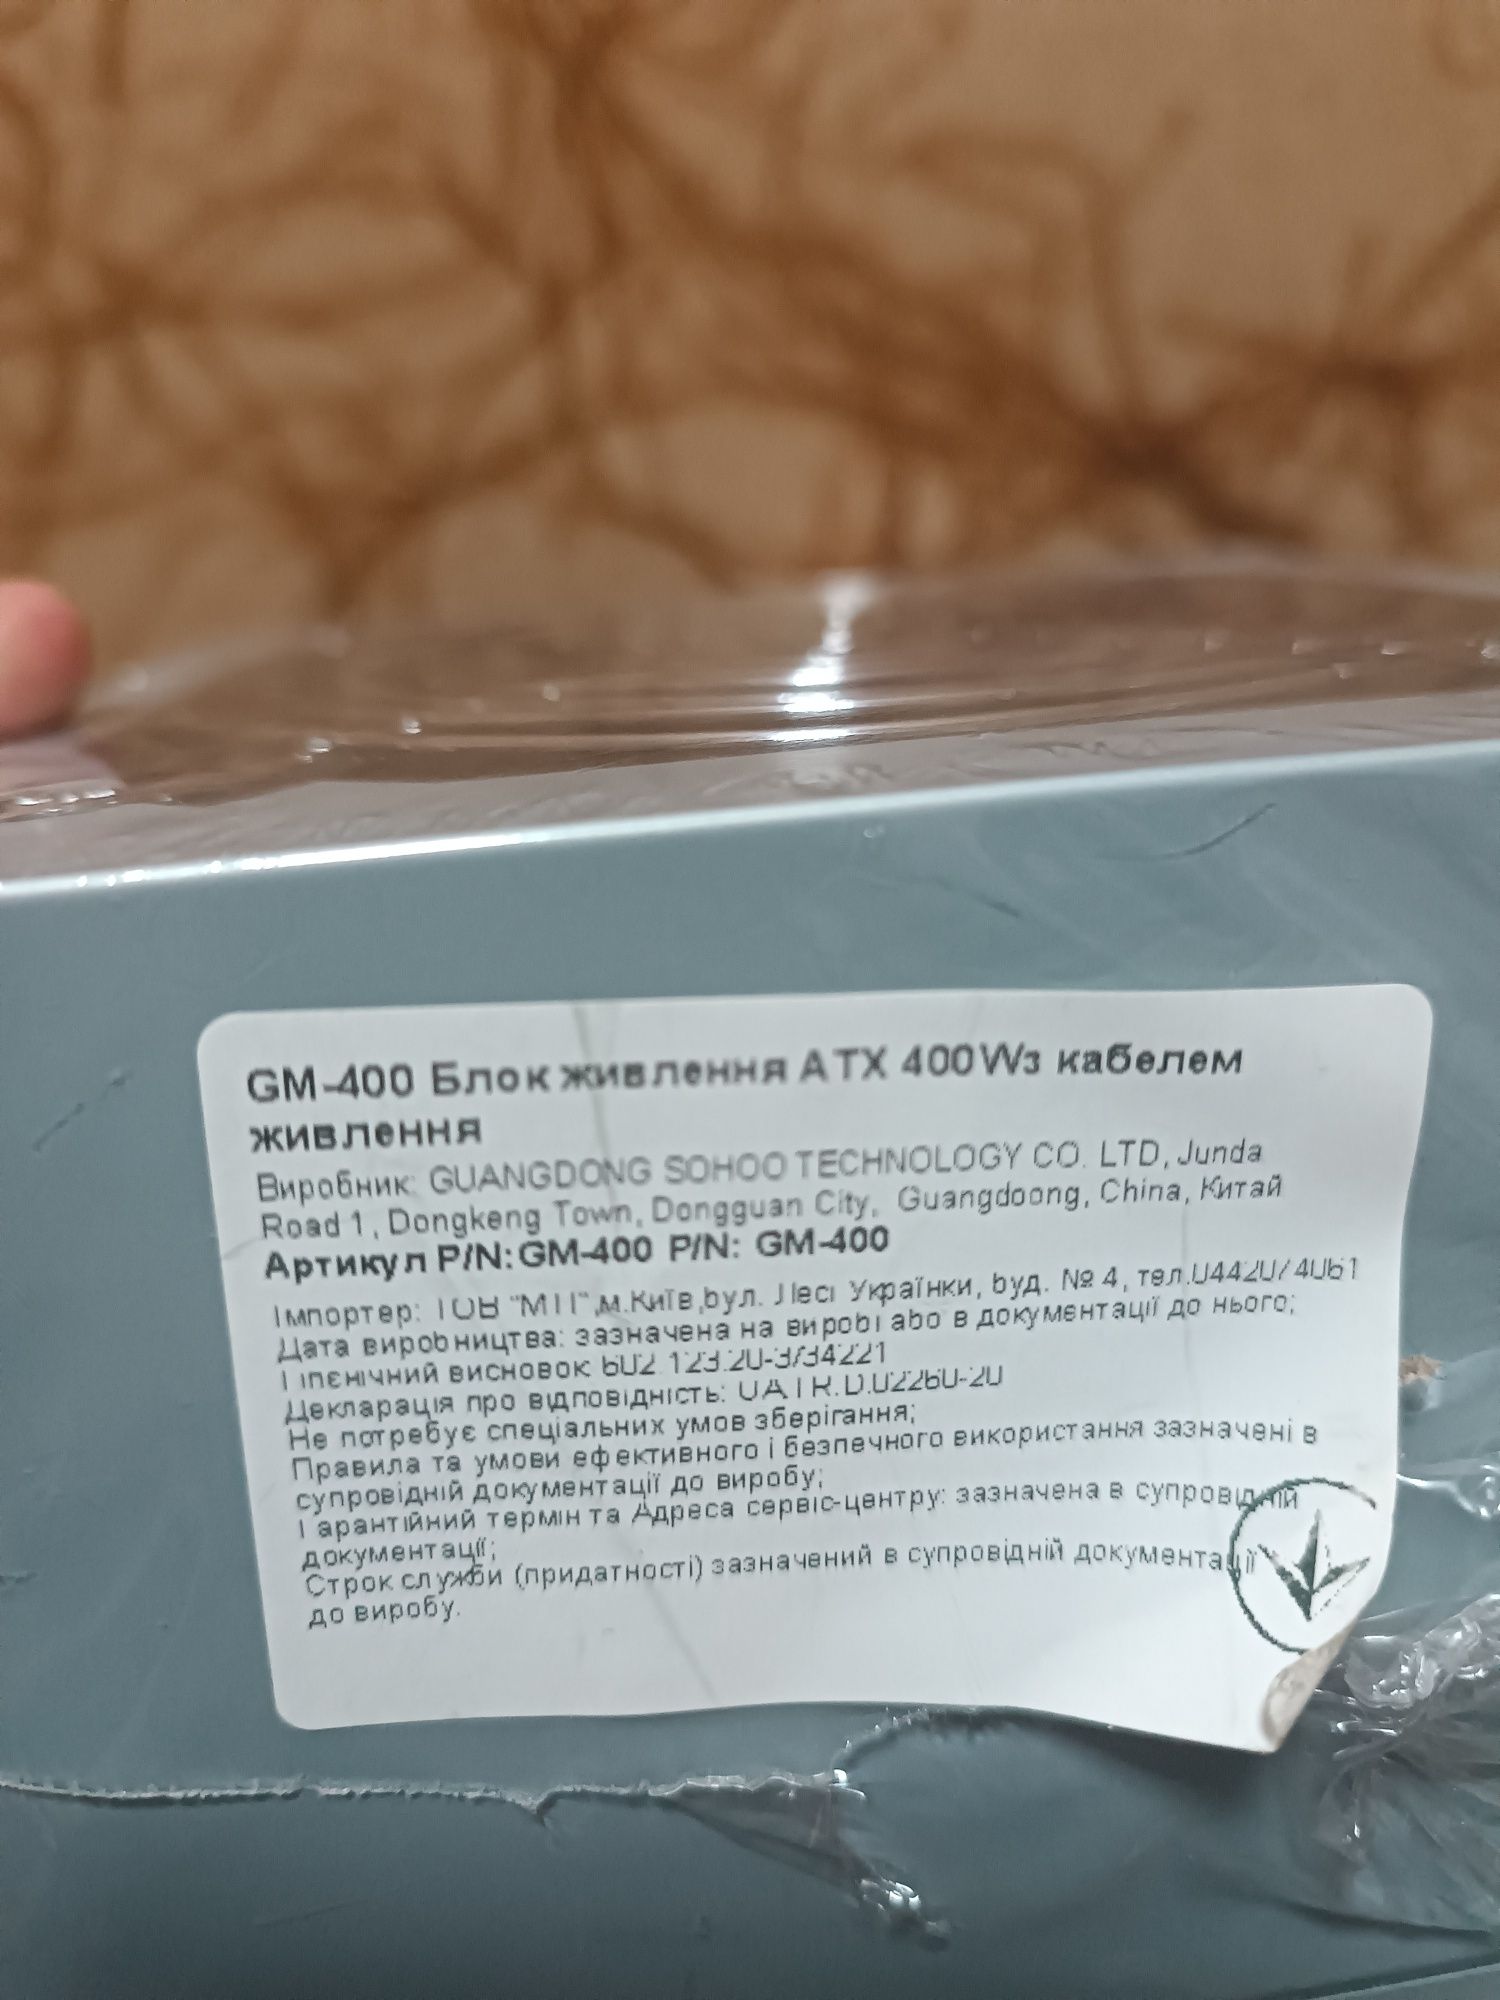 GM-400 Блок живлення ATX 400Wз кабелем
живлення
Виробник: GUANGDONG SOHOO TECHNOLOGY CO. LTD, Junda
Road 1, Dongkeng Town, Dongguan City, Guangdoong, China, Китай
Артикул P/N:GM-400 P/N: GM-400
Імпортер: ТОВ "МТІ",м.Київ,вул. Лесі Українки, буд. № 4, тел.
Дата виробництва: зазначена на виробі або в документації до нього;
Гігієнічний висновок 602 123.20-3/34221
Декларація про відповідність: UA.TR.D.02260-20
Не потребує спеціальних умов зберігання;
Правила та умови ефективного і безпечного використання зазначені в
супровідній документації до виробу;
Гарантійний термін та Адреса сервіс-центру: зазначена в супровідній
документації;
Строк служби (придатності) зазначений в супровідній документації
до виробу.